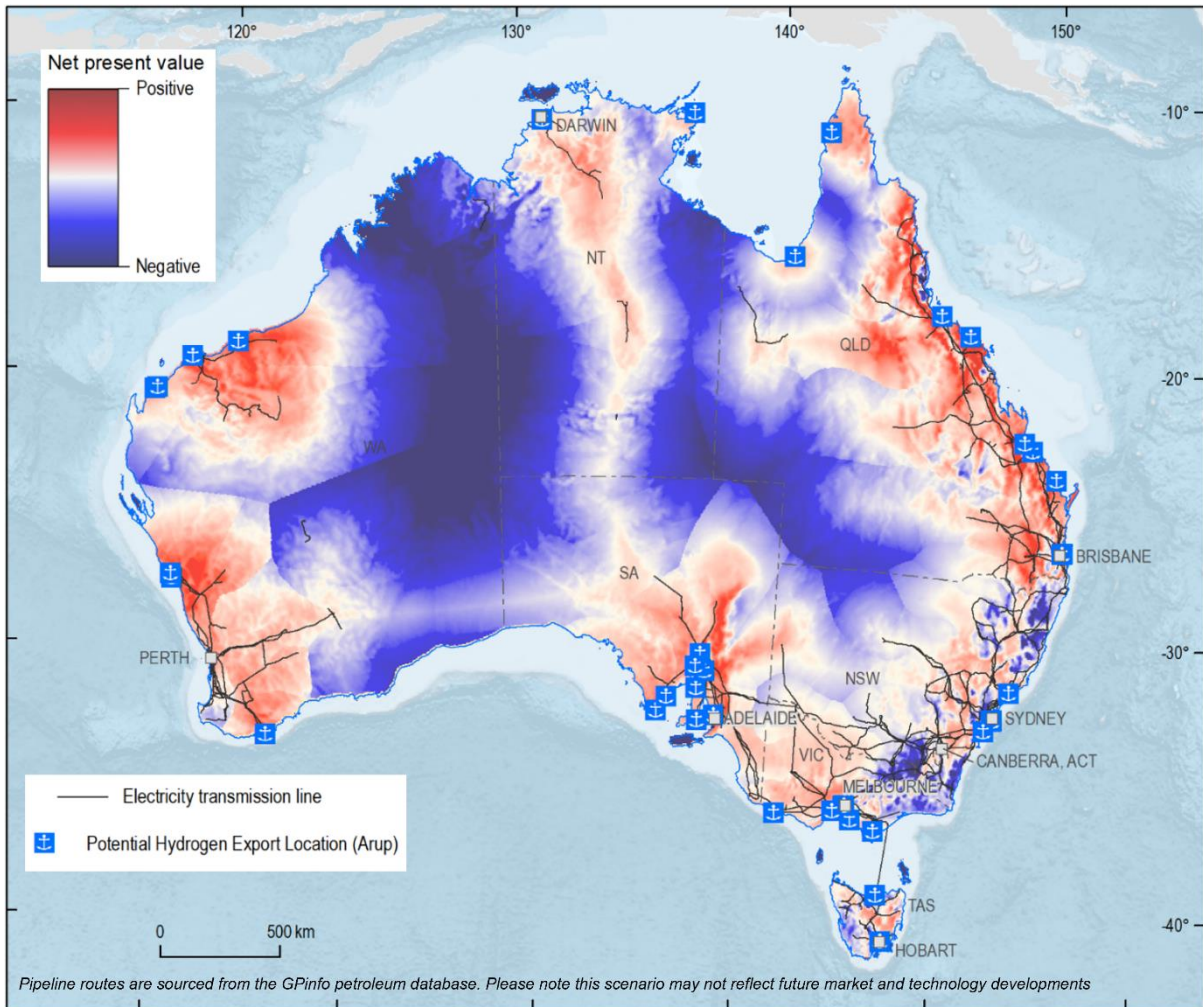 120°
130°
140°
150°
Net present value
Positive
Negative
-10°
DARWIN
NT
QLD
-20°
WA
BRISBANE
SA
-30°
PERTH
NSW
ADELAIDE
SYDNEY
VIC
CANBERRA, ACT
MELBOURNE
Electricity transmission line
Potential Hydrogen Export Location (Arup)
TAS
-40°
0
500 km
HOBART
Pipeline routes are sourced from the GPinfo petroleum database. Please note this scenario may not reflect future market and technology developments